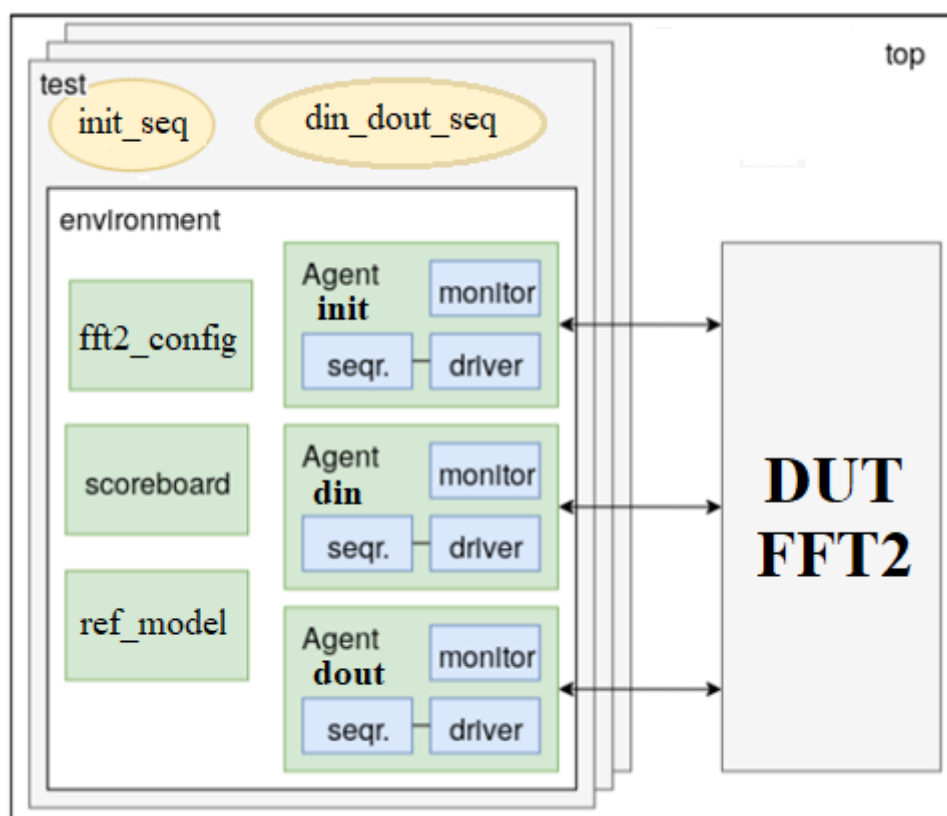 top
test
init_seq
din_dout_seq
environment
fft2_config
scoreboard
ref_model
Agent
init
monitor
seqr.
driver
Agent
din
monitor
seqr.
driver
Agent
dout
monitor
seqr.
driver
DUT
FFT2